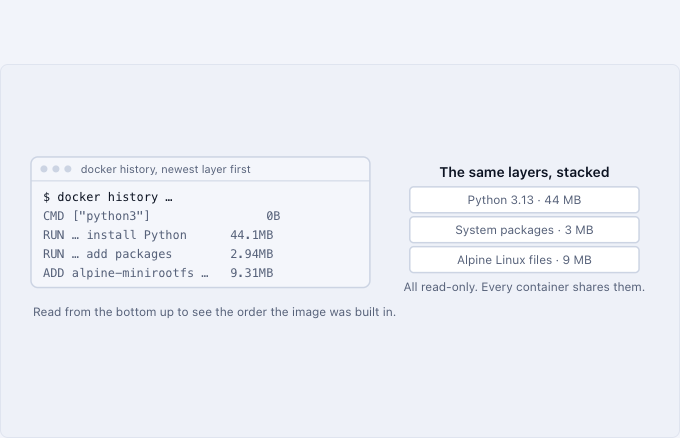 docker history, newest layer first
$ docker history …
CMD ["python3"] 0B
RUN … install Python 44.1MB
RUN … add packages 2.94MB
ADD alpine-minirootfs … 9.31MB
Read from the bottom up to see the order the image was built in.
The same layers, stacked
Python 3.13 · 44 MB
System packages · 3 MB
Alpine Linux files · 9 MB
All read-only. Every container shares them.